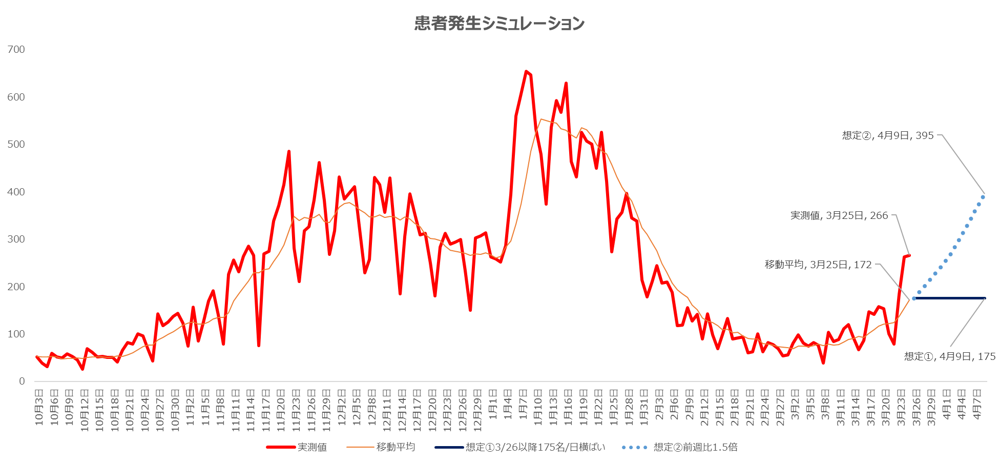 患者発生シミュレーション
700
600
500
400
300
200
100
0
想定②, 4月9日, 395
実測値, 3月25日, 266
移動平均, 3月25日, 172
想定①, 4月9日, 175
10月3日
10月6日
10月9日
10月12日
10月15日
10月18日
10月21日
10月24日
10月27日
10月30日
11月2日
11月5日
11月8日
11月11日
11月14日
11月17日
11月20日
11月23日
11月26日
11月29日
12月2日
12月5日
12月8日
12月11日
12月14日
12月17日
12月20日
12月23日
12月26日
12月29日
1月1日
1月4日
1月7日
1月10日
1月13日
1月16日
1月19日
1月22日
1月25日
1月28日
1月31日
2月3日
2月6日
2月9日
2月12日
2月15日
2月18日
2月21日
2月24日
2月27日
3月2日
3月5日
3月8日
3月11日
3月14日
3月17日
3月20日
3月23日
3月26日
3月29日
4月1日
4月4日
4月7日
実測値
移動平均
想定①3/26以降175名/日横ばい
想定②前週比1.5倍